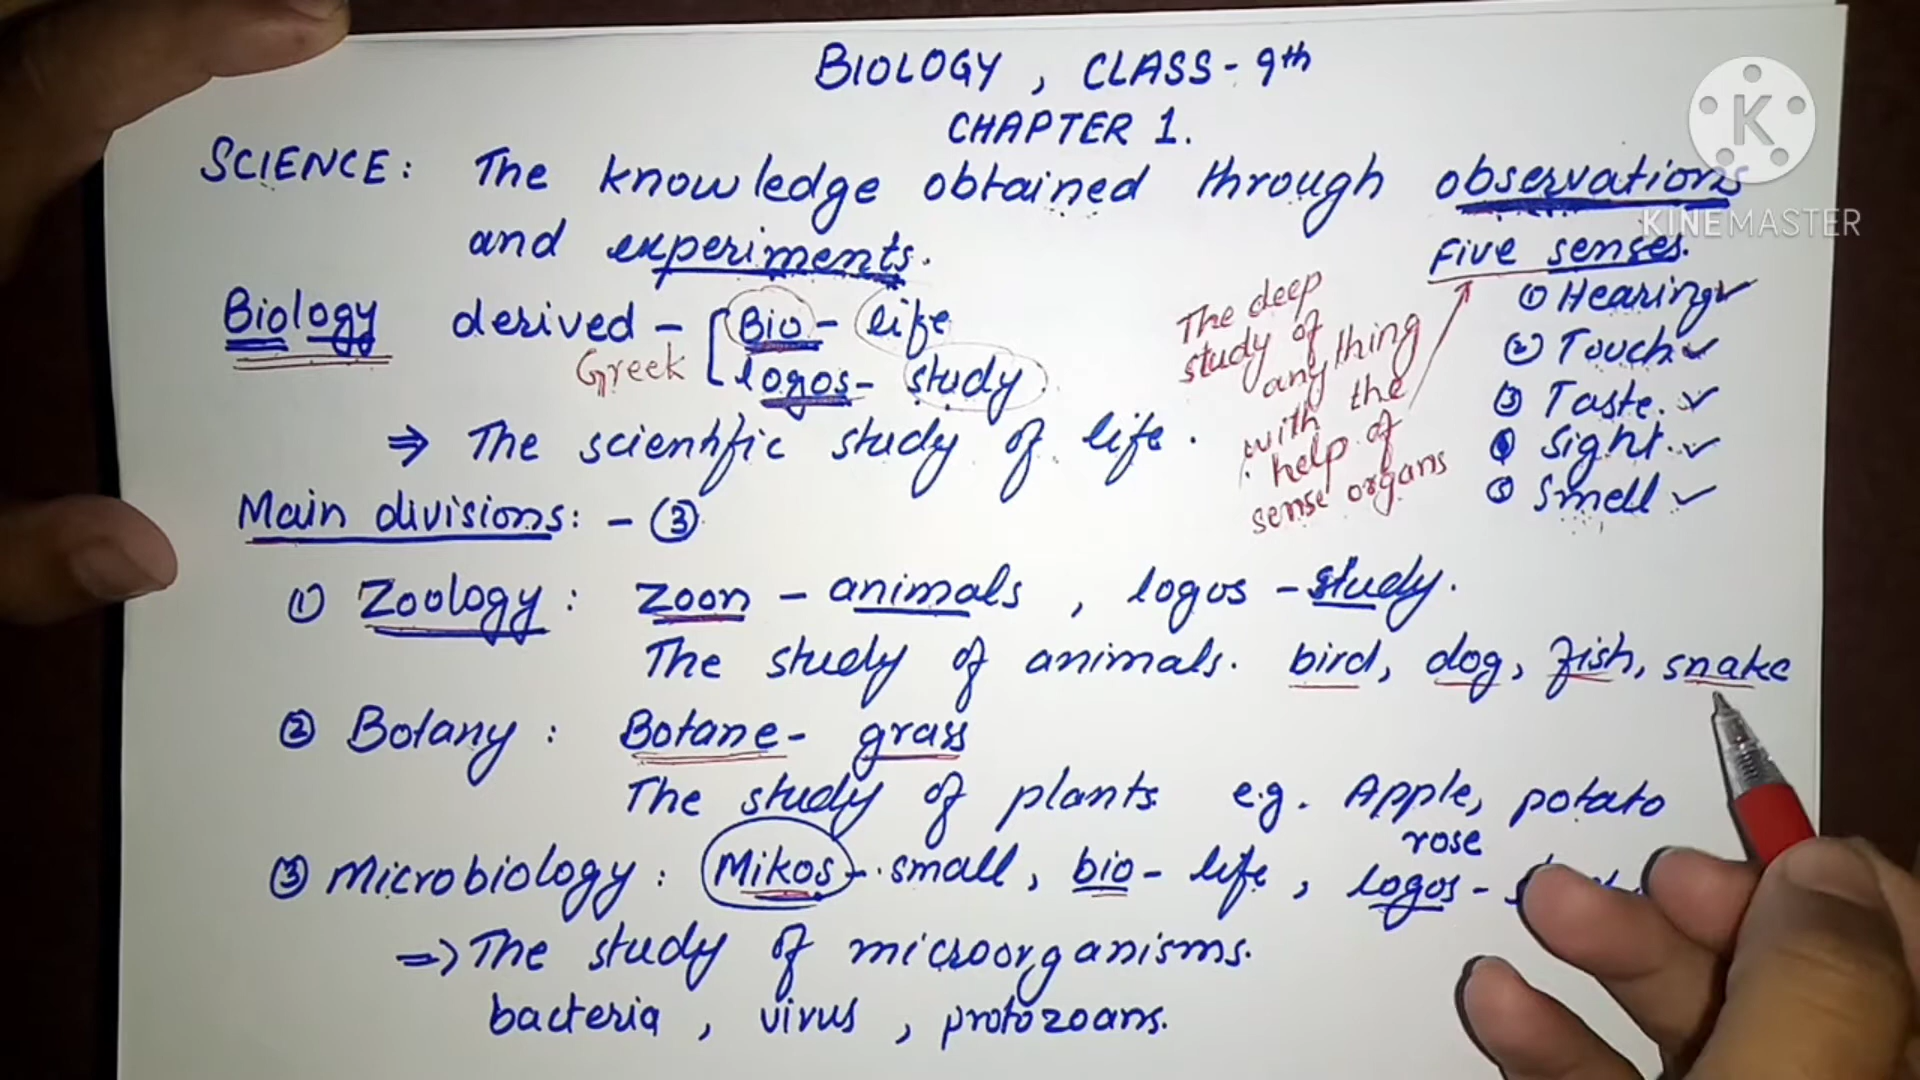 BIOLOGY, CLASS-9th
CHAPTER 1.
SCIENCE: The knowledge obtained through observations
and experiments.
K
KINEMASTER
Five senses.
① Hearing
② Touch
③ Taste.
Sight.
⑤ Smell
The deep
study of
any thing
with the
help of
sense organs
Biology derived - Bio - life
Greek logos - study
⇒ The scientific study of life.
Main divisions: - ③
① Zoology: Zoon - animals, logos - study.
The study of animals. bird, dog, fish, snake
② Botany: Botane - grass
The study of plants e.g. Apple, potato
rose
③ Microbiology: Mikos - small, bio - life, logos -
⇒ The study of microorganisms.
bacteria, virus, protozoans.